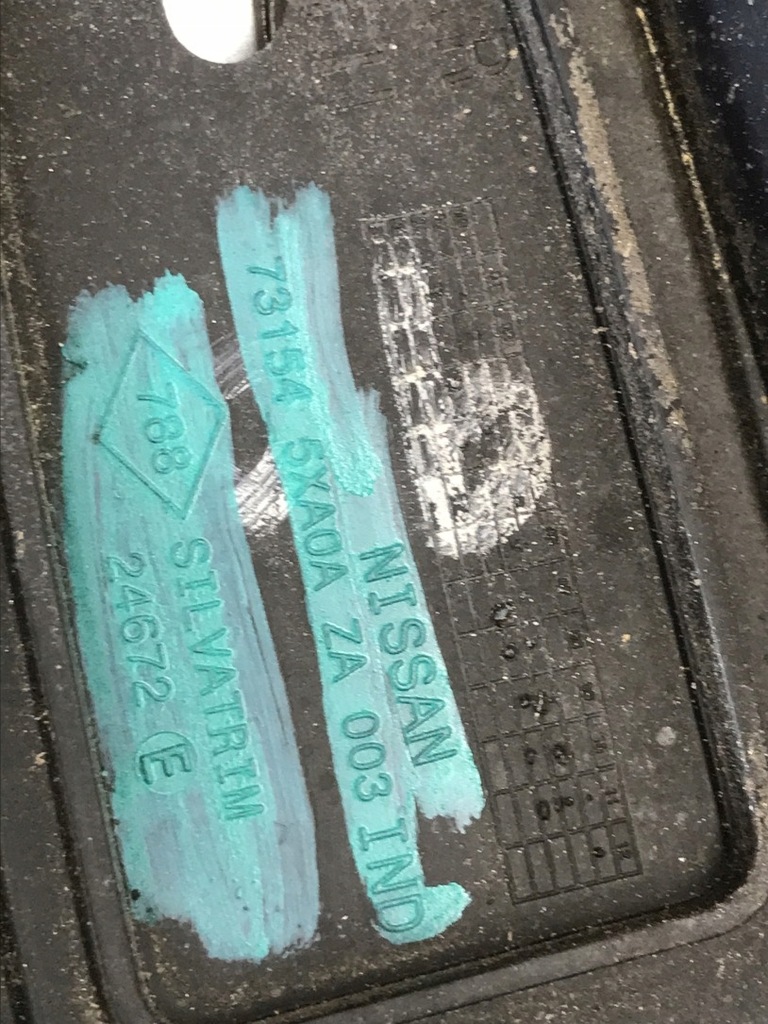 NISSAN
73154 5XA0A ZA 003 IND
788
SILVATRIM
24672 E